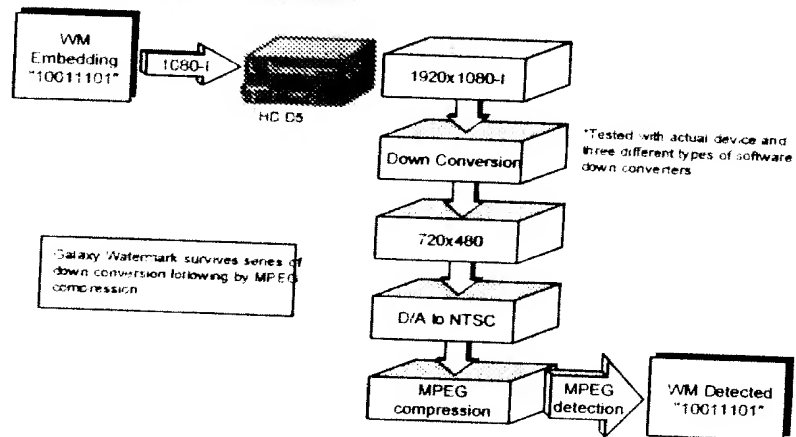 WM
Embedding
"10011101"
1080-I
HD D5
1920x1080-I
Down Conversion
*Tested with actual device and
three different types of software
down converters
720x480
Galaxy Watermark survives series of
down conversion following by MPEG
compression
D/A to NTSC
MPEG
compression
MPEG
detection
WM Detected
"10011101"